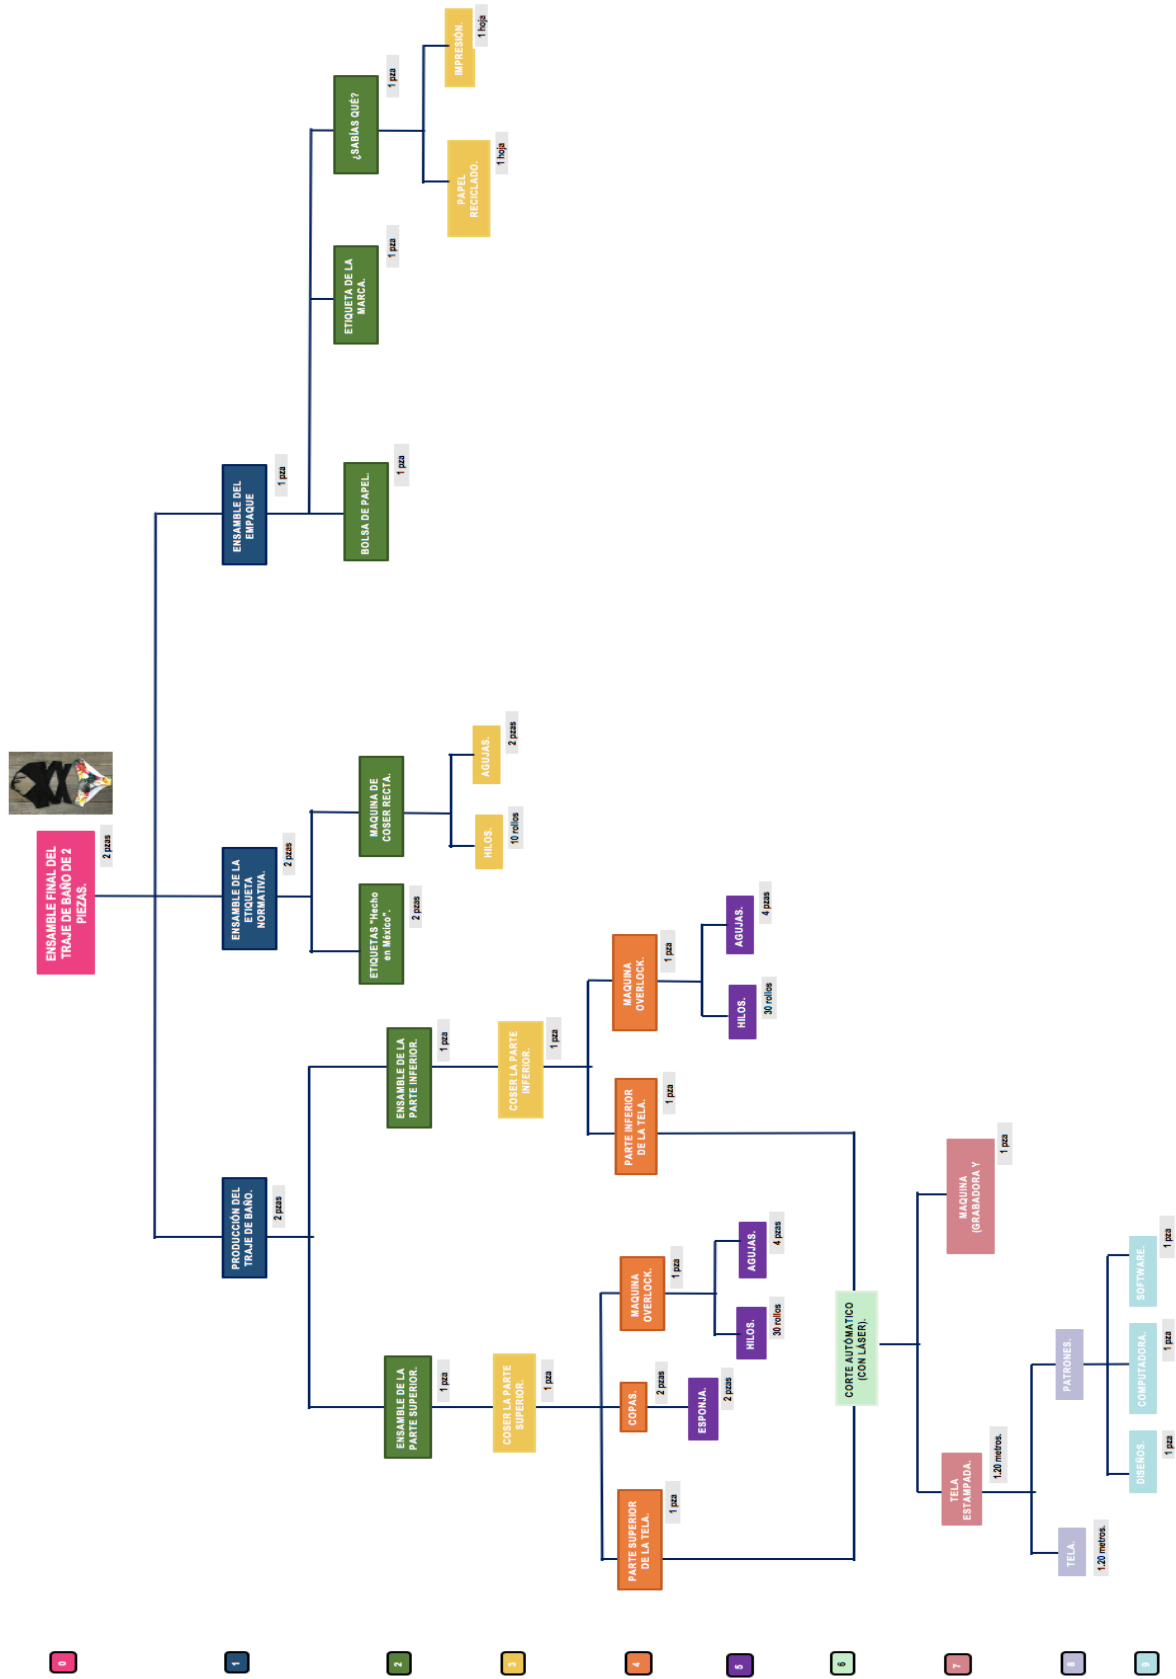 ENSAMBLE FINAL DEL
TRAJE DE BAÑO DE 2
PIEZAS.
2 pzas
PRODUCCIÓN DEL
TRAJE DE BAÑO.
2 pzas
ENSAMBLE DE LA
ETIQUETA
NORMATIVA.
2 pzas
ENSAMBLE DEL
EMPAQUE
1 pza
ENSAMBLE DE LA
PARTE SUPERIOR.
1 pza
ENSAMBLE DE LA
PARTE INFERIOR.
1 pza
ETIQUETAS "Hecho
en México".
2 pzas
MAQUINA DE
COSER RECTA.
BOLSA DE PAPEL.
1 pza
ETIQUETA DE LA
MARCA.
1 pza
¿SABÍAS QUÉ?
1 pza
COSER LA PARTE
SUPERIOR.
1 pza
COSER LA PARTE
INFERIOR.
1 pza
HILOS.
10 rollos
AGUJAS.
2 pzas
PAPEL
RECICLADO.
1 hoja
IMPRESIÓN.
1 hoja
PARTE SUPERIOR
DE LA TELA.
1 pza
COPAS.
2 pzas
MAQUINA
OVERLOCK.
1 pza
PARTE INFERIOR
DE LA TELA.
1 pza
MAQUINA
OVERLOCK.
1 pza
ESPONJA.
2 pzas
HILOS.
30 rollos
AGUJAS.
4 pzas
HILOS.
30 rollos
AGUJAS.
4 pzas
CORTE AUTÓMATICO
(CON LÁSER).
TELA
ESTAMPADA.
1.20 metros.
MAQUINA
(GRABADORA Y
1 pza
TELA.
1.20 metros.
PATRONES.
DISEÑOS.
1 pza
COMPUTADORA.
1 pza
SOFTWARE.
1 pza
0
1
2
3
4
5
6
7
8
9